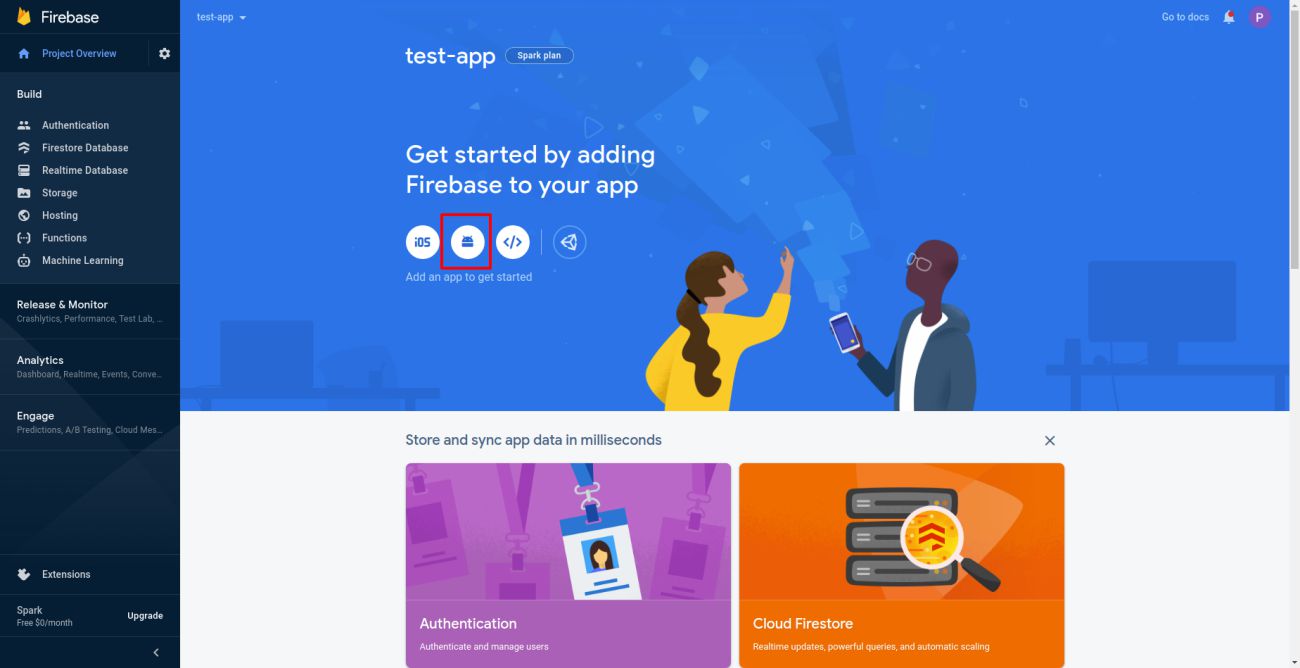 Firebase
Project Overview
Build
Authentication
Firestore Database
Realtime Database
Storage
Hosting
Functions
Machine Learning
Release & Monitor
Crashlytics, Performance, Test Lab, ...
Analytics
Dashboard, Realtime, Events, Conve...
Engage
Predictions, A/B Testing, Cloud Mes...
Extensions
Spark
Free $0/month
Upgrade
test-app
Go to docs
P
test-app
Spark plan
Get started by adding
Firebase to your app
iOS
</>
Add an app to get started
Store and sync app data in milliseconds
Authentication
Authenticate and manage users
Cloud Firestore
Realtime updates, powerful queries, and automatic scaling